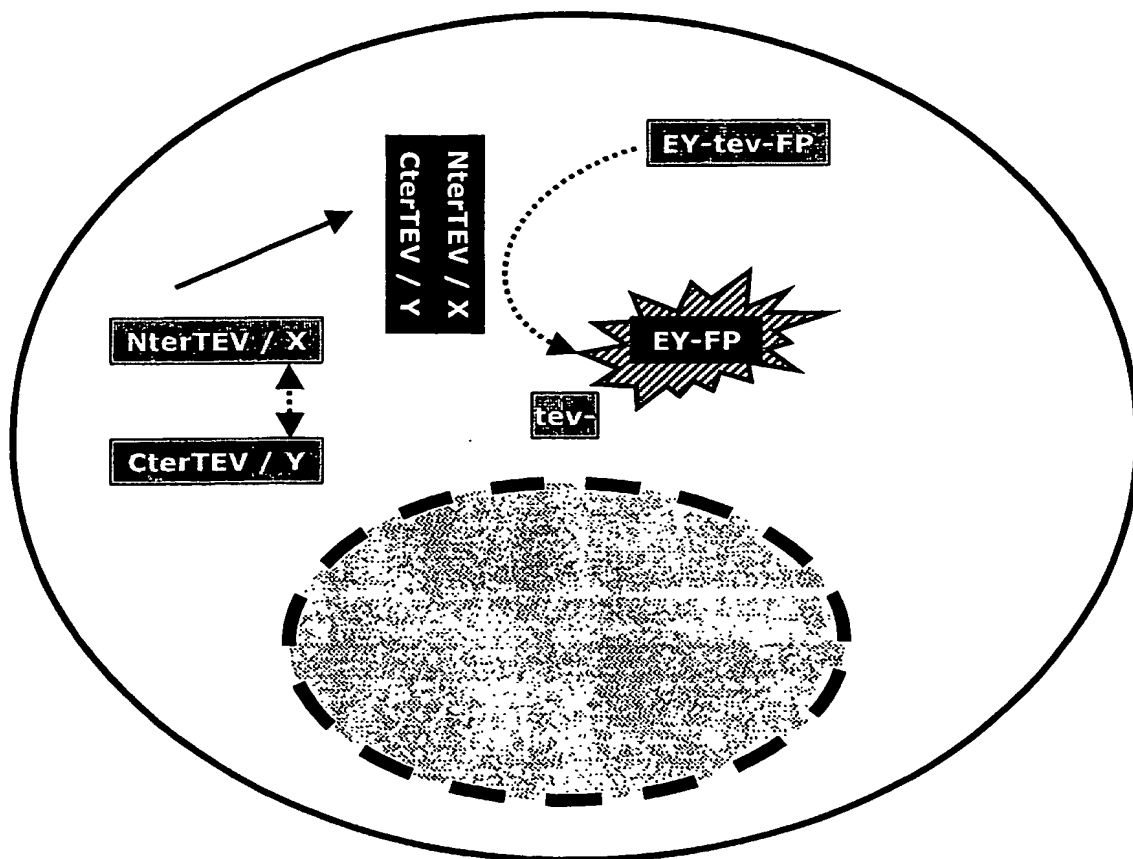 EY-tev-FP
NterTEV / X
CterTEV / Y
EY-FP
NterTEV / X
tev-
CterTEV / Y